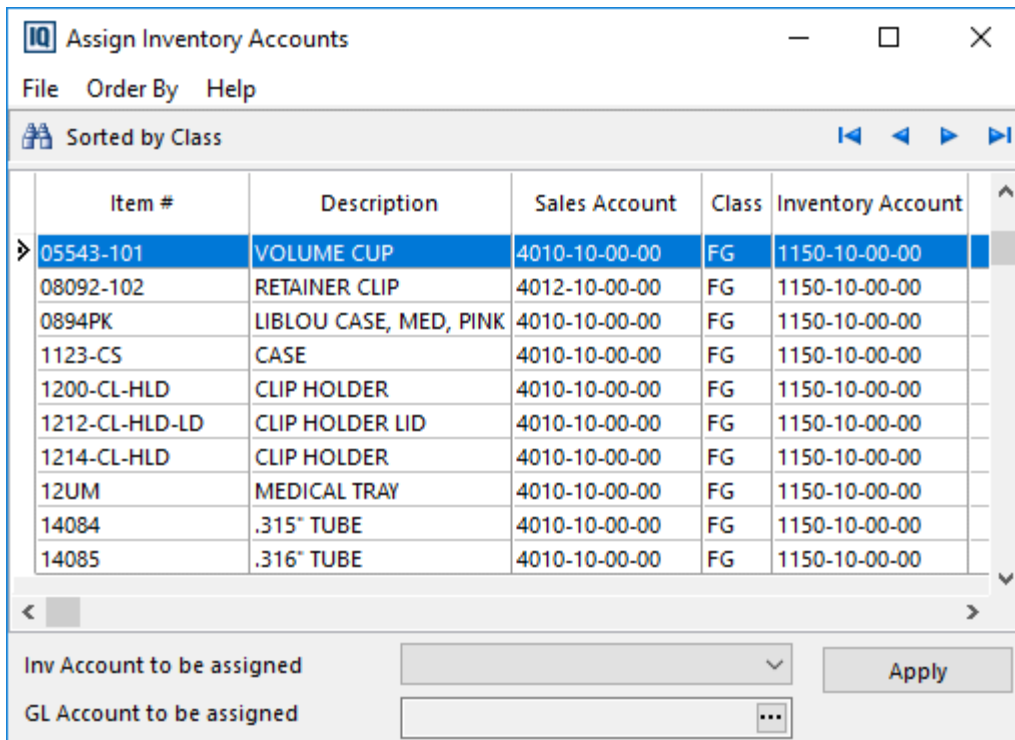 IQ Assign Inventory Accounts
File Order By Help
Sorted by Class
Item # Description Sales Account Class Inventory Account
05543-101 VOLUME CUP 4010-10-00-00 FG 1150-10-00-00
08092-102 RETAINER CLIP 4012-10-00-00 FG 1150-10-00-00
0894PK LIBLOU CASE, MED, PINK 4010-10-00-00 FG 1150-10-00-00
1123-CS CASE 4010-10-00-00 FG 1150-10-00-00
1200-CL-HLD CLIP HOLDER 4010-10-00-00 FG 1150-10-00-00
1212-CL-HLD-LD CLIP HOLDER LID 4010-10-00-00 FG 1150-10-00-00
1214-CL-HLD CLIP HOLDER 4010-10-00-00 FG 1150-10-00-00
12UM MEDICAL TRAY 4010-10-00-00 FG 1150-10-00-00
14084 .315" TUBE 4010-10-00-00 FG 1150-10-00-00
14085 .316" TUBE 4010-10-00-00 FG 1150-10-00-00
Inv Account to be assigned Apply
GL Account to be assigned ...